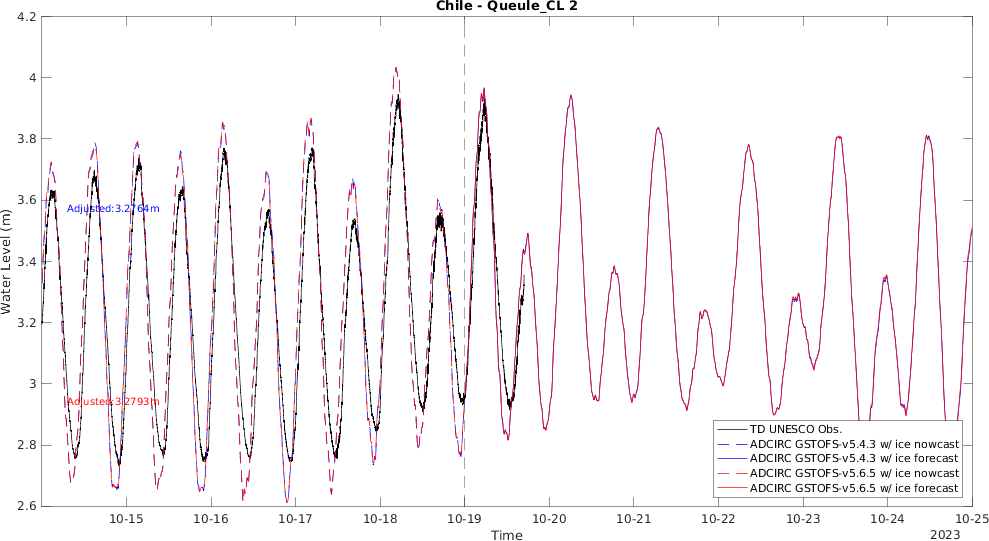 Chile - Queule_CL 2
4.2
4
3.8
3.6
3.4
3.2
3
2.8
2.6
Water Level (m)
Adjusted:3.2764m
Adjusted:3.2793m
TD UNESCO Obs.
ADCIRC GSTOFS-v5.4.3 w/ ice nowcast
ADCIRC GSTOFS-v5.4.3 w/ ice forecast
ADCIRC GSTOFS-v5.6.5 w/ ice nowcast
ADCIRC GSTOFS-v5.6.5 w/ ice forecast
10-15 10-16 10-17 10-18 10-19 10-20 10-21 10-22 10-23 10-24 10-25
Time
2023